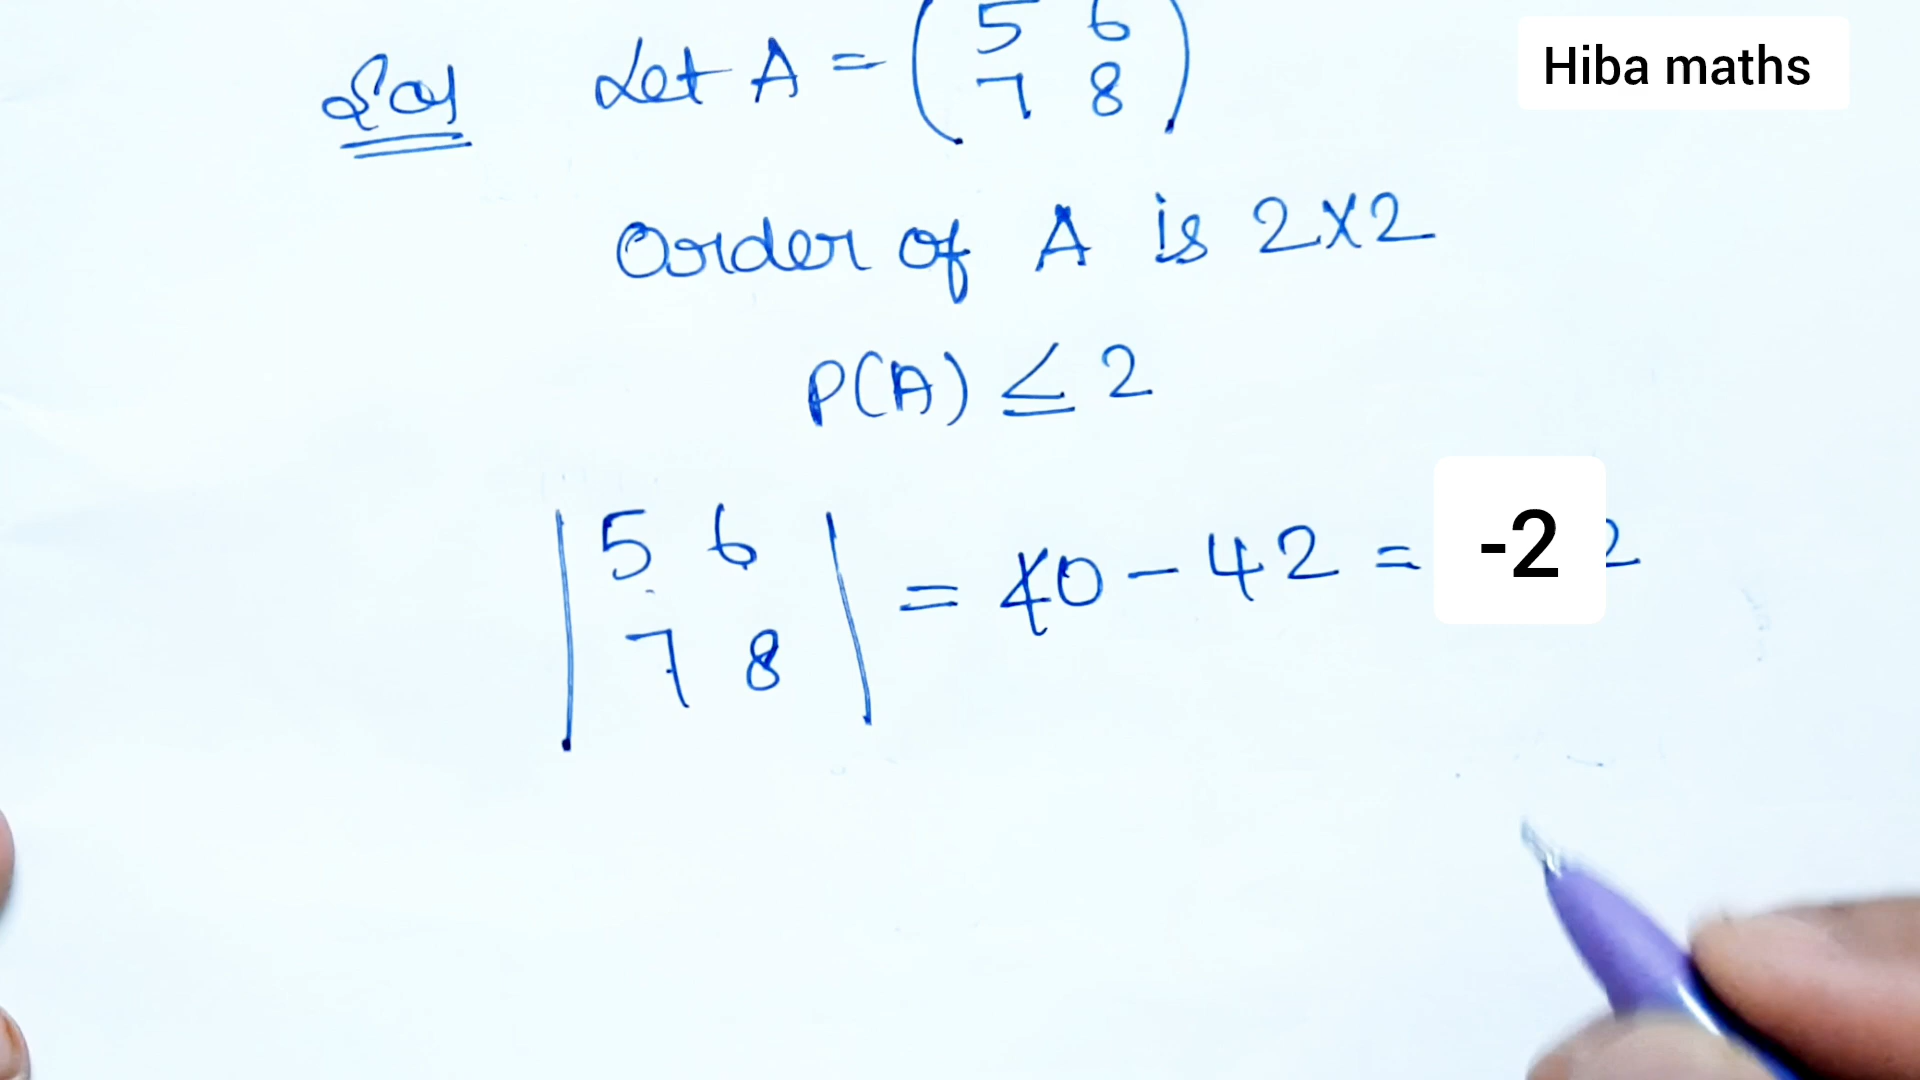 Hiba maths
Sol Let A = ( 5 6
7 8 )
Order of A is 2X2
P(A) ≤ 2
| 5 6
7 8 | = 40 - 42 = -2 2